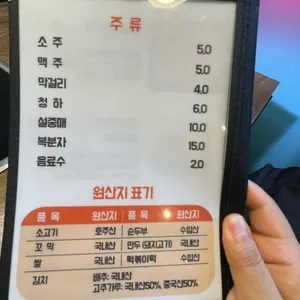 주류
소주 5.0
맥주 5.0
막걸리 4.0
청하 6.0
설중매 10.0
복분자 15.0
음료수 2.0
원산지 표기
품목 원산지 품목 원산지
소고기 호주산 순두부 수입산
꼬막 국내산 만두 (돼지고기) 국내산
쌀 국내산 떡볶이떡 수입산
김치 배추: 국내산
고추가루: 국내산50%, 중국산50%